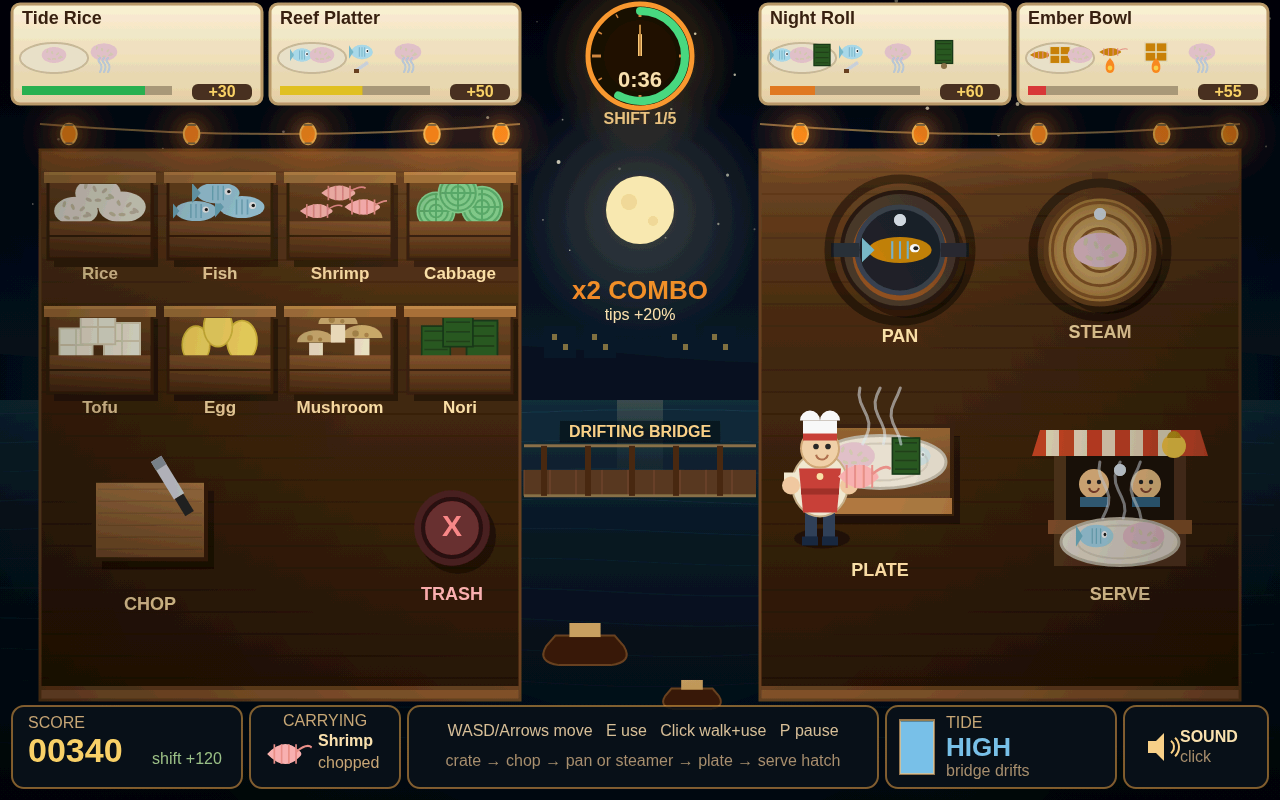 Tide Rice
+30
Reef Platter
+50
0:36
SHIFT 1/5
Night Roll
+60
Ember Bowl
+55
Rice
Fish
Shrimp
Cabbage
Tofu
Egg
Mushroom
Nori
CHOP
X
TRASH
x2 COMBO
tips +20%
DRIFTING BRIDGE
PAN
STEAM
PLATE
SERVE
SCORE
00340
shift +120
CARRYING
Shrimp
chopped
WASD/Arrows move E use Click walk+use P pause
crate → chop → pan or steamer → plate → serve hatch
TIDE
HIGH
bridge drifts
SOUND
click